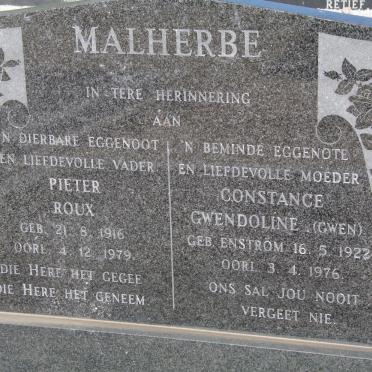 RETIEF
MALHERBE
IN TERE HERINNERING
AAN
'N DIERBARE EGGENOOT
EN LIEFDEVOLLE VADER
PIETER
ROUX
GEB. 21. 8. 1916
OORL. 4. 12. 1979
DIE HERE HET GEGEE
DIE HERE HET GENEEM
'N BEMINDE EGGENOTE
EN LIEFDEVOLLE MOEDER
CONSTANCE
GWENDOLINE (GWEN)
GEB. ENSTROM 16. 5. 1922
OORL. 3. 4. 1976
ONS SAL JOU NOOIT
VERGEET NIE.